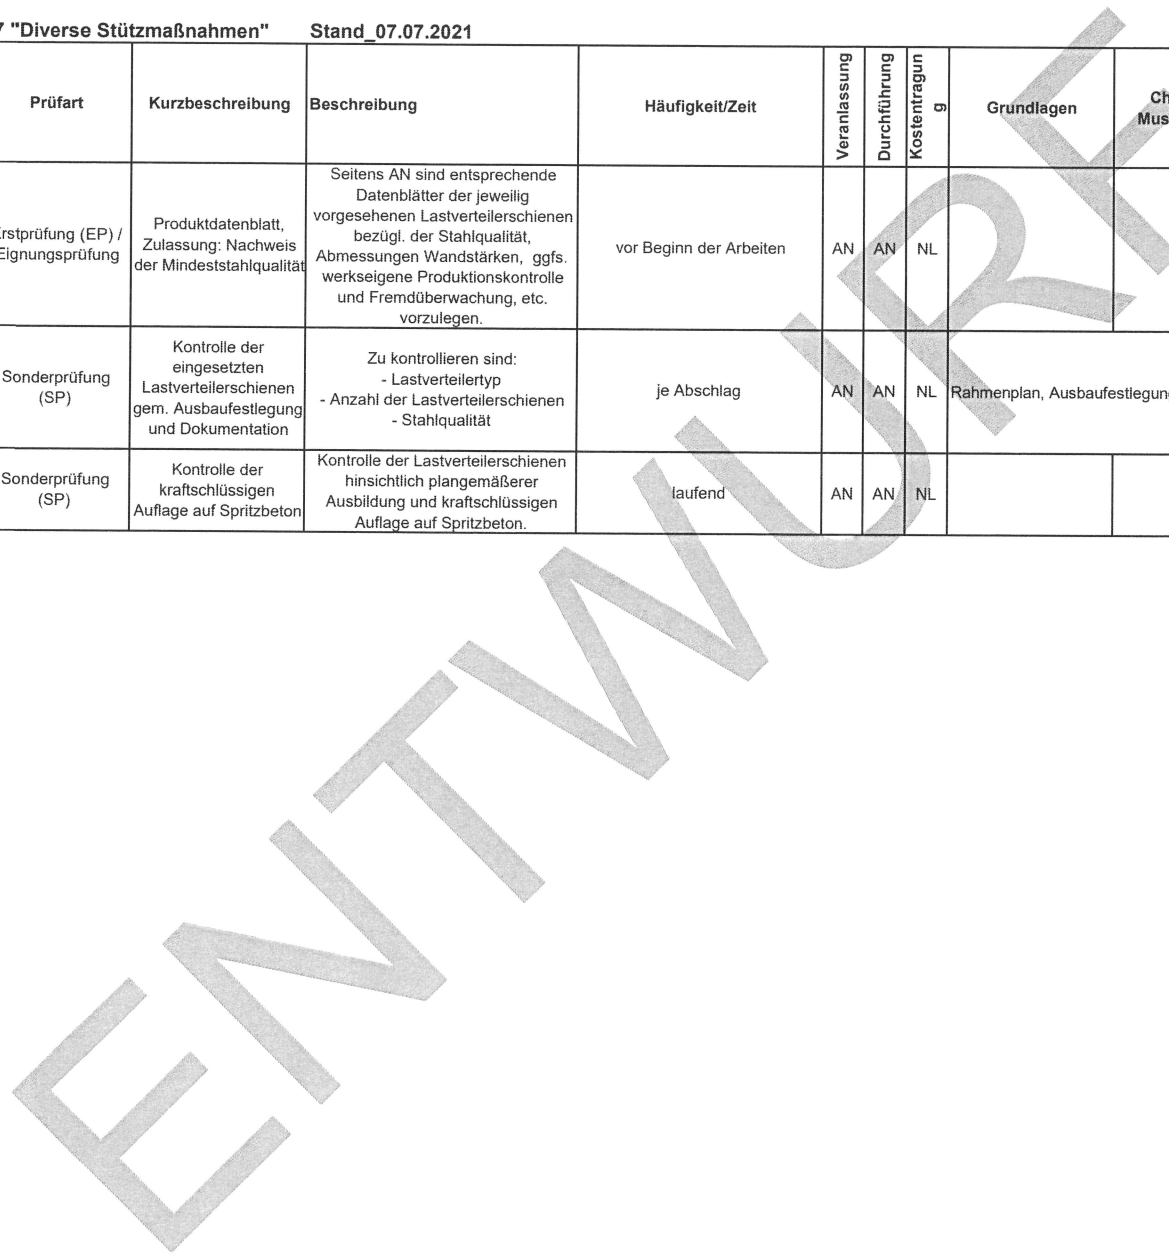 7 "Diverse Stützmaßnahmen" Stand_07.07.2021
Prüfart
Kurzbeschreibung
Beschreibung
Häufigkeit/Zeit
Veranlassung
Durchführung
Kostentragun
g
Grundlagen
Ch
Mus
Erstprüfung (EP) /
Eignungsprüfung
Produktdatenblatt,
Zulassung: Nachweis
der Mindeststahlqualität
Seitens AN sind entsprechende
Datenblätter der jeweilig
vorgesehenen Lastverteilerschienen
bezügl. der Stahlqualität,
Abmessungen Wandstärken, ggfs.
werkseigene Produktionskontrolle
und Fremdüberwachung, etc.
vorzulegen.
vor Beginn der Arbeiten
AN
AN
NL
Sonderprüfung
(SP)
Kontrolle der
eingesetzten
Lastverteilerschienen
gem. Ausbaufestlegung
und Dokumentation
Zu kontrollieren sind:
- Lastverteilertyp
- Anzahl der Lastverteilerschienen
- Stahlqualität
je Abschlag
AN
AN
NL
Rahmenplan, Ausbaufestlegung
Sonderprüfung
(SP)
Kontrolle der
kraftschlüssigen
Auflage auf Spritzbeton
Kontrolle der Lastverteilerschienen
hinsichtlich plangemäßerer
Ausbildung und kraftschlüssigen
Auflage auf Spritzbeton.
laufend
AN
AN
NL
ENTWURF